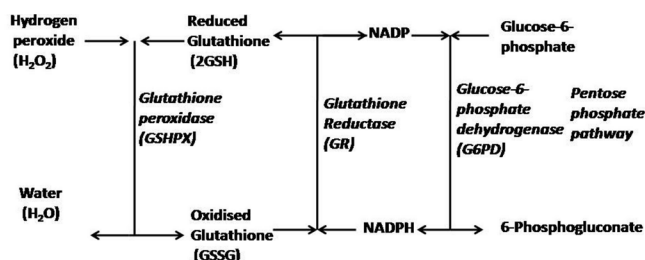 Hydrogen
peroxide
(H₂O₂)
Reduced
Glutathione
(2GSH)
NADP
Glucose-6-
phosphate
Glutathione
peroxidase
(GSHPX)
Glutathione
Reductase
(GR)
Glucose-6-
phosphate
dehydrogenase
(G6PD)
Pentose
phosphate
pathway
Water
(H₂O)
Oxidised
Glutathione
(GSSG)
NADPH
6-Phosphogluconate